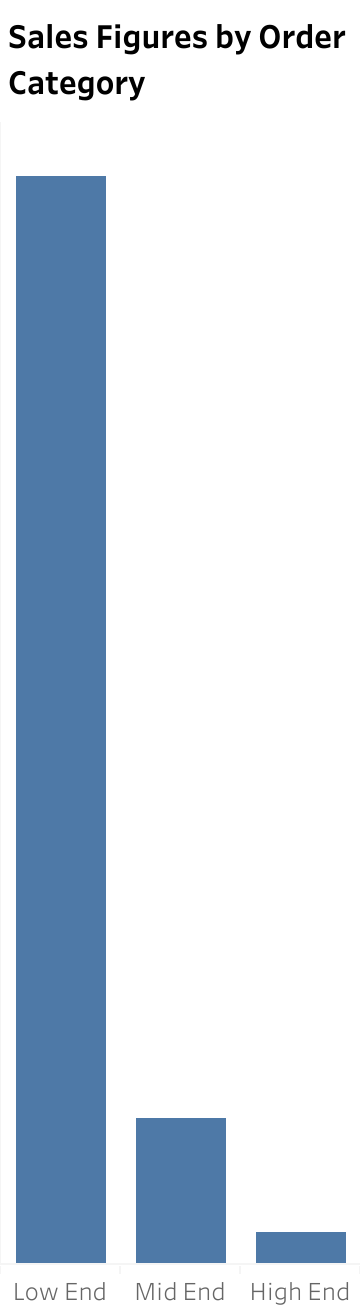 Sales Figures by Order
Category
Low End Mid End High End